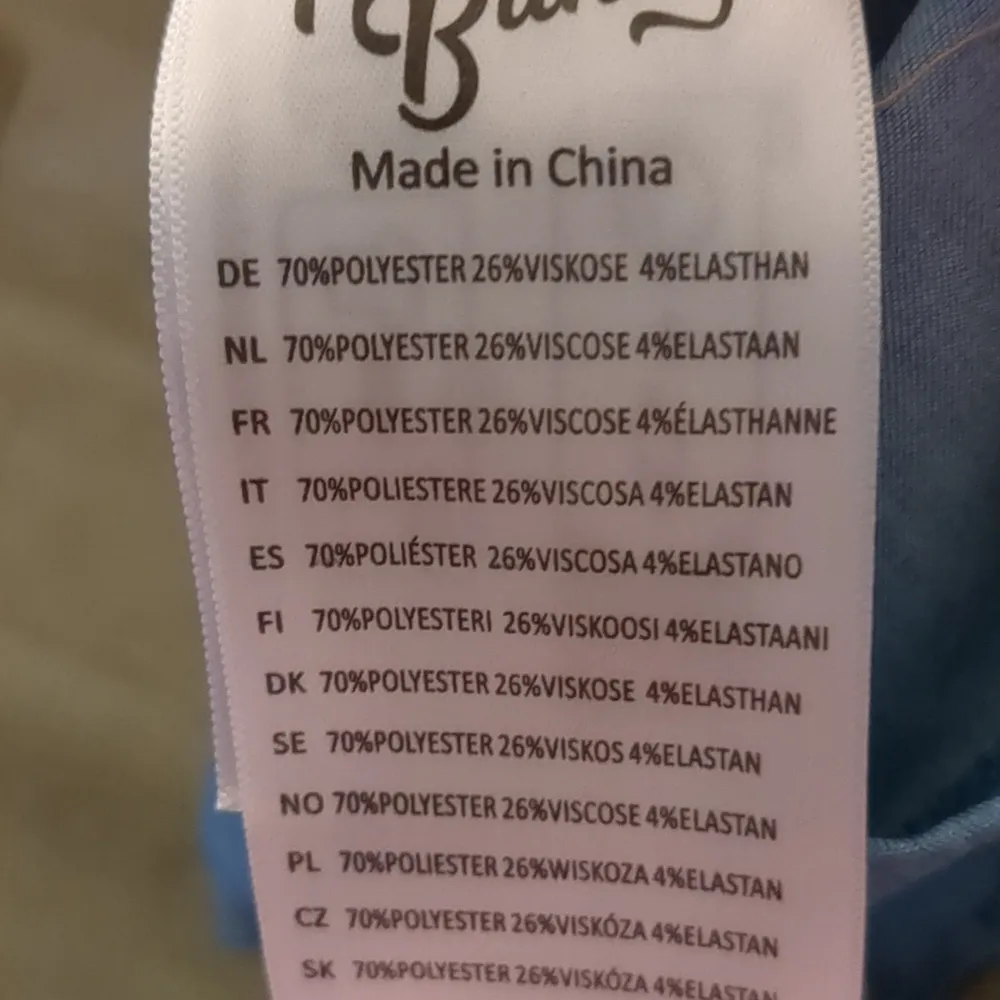 Made in China
DE 70%POLYESTER 26%VISKOSE 4%ELASTHAN
NL 70%POLYESTER 26%VISCOSE 4%ELASTAAN
FR 70%POLYESTER 26%VISCOSE 4%ÉLASTHANNE
IT 70%POLIESTERE 26%VISCOSA 4%ELASTAN
ES 70%POLIÉSTER 26%VISCOSA 4%ELASTANO
FI 70%POLYESTERI 26%VISKOOSI 4%ELASTAANI
DK 70%POLYESTER 26%VISKOSE 4%ELASTHAN
SE 70%POLYESTER 26%VISKOS 4%ELASTAN
NO 70%POLYESTER 26%VISCOSE 4%ELASTAN
PL 70%POLIESTER 26%WISKOZA 4%ELASTAN
CZ 70%POLYESTER 26%VISKÓZA 4%ELASTAN
SK 70%POLYESTER 26%VISKÓZA 4%ELASTAN